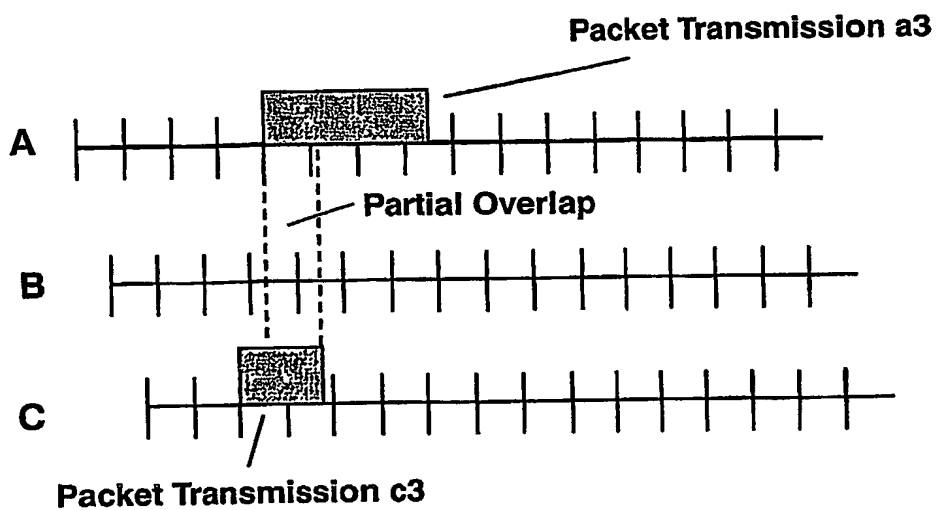 Packet Transmission a3
A
Partial Overlap
B
C
Packet Transmission c3